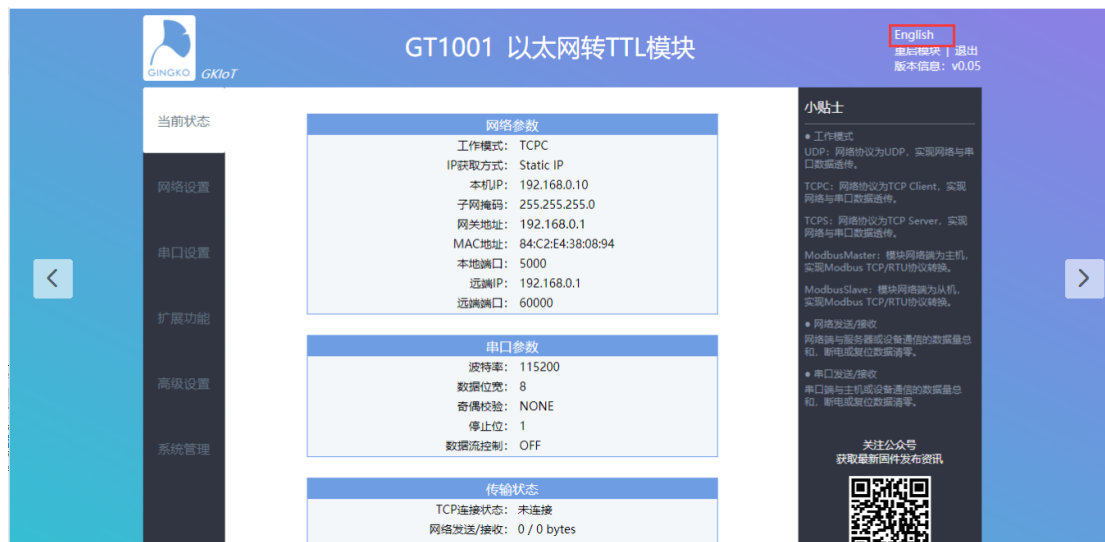 GINGKO GKIoT
GT1001 以太网转TTL模块
English
重启模块 | 退出
版本信息: v0.05
当前状态
网络设置
串口设置
扩展功能
高级设置
系统管理
网络参数
工作模式: TCPC
IP获取方式: Static IP
本机IP: 192.168.0.10
子网掩码: 255.255.255.0
网关地址: 192.168.0.1
MAC地址: 84:C2:E4:38:08:94
本地端口: 5000
远端IP: 192.168.0.1
远端端口: 60000
串口参数
波特率: 115200
数据位宽: 8
奇偶校验: NONE
停止位: 1
数据流控制: OFF
传输状态
TCP连接状态: 未连接
网络发送/接收: 0 / 0 bytes
小贴士
● 工作模式
UDP: 网络协议为UDP, 实现网络与串
口数据透传。
TCPC: 网络协议为TCP Client, 实现
网络与串口数据透传。
TCPS: 网络协议为TCP Server, 实现
网络与串口数据透传。
ModbusMaster: 模块网络端为主机,
实现Modbus TCP/RTU协议转换。
ModbusSlave: 模块网络端为从机,
实现Modbus TCP/RTU协议转换。
● 网络发送/接收
网络端与服务器或设备通信的数据量总
和, 断电或复位数据清零。
● 串口发送/接收
串口端与主机或设备通信的数据量总
和, 断电或复位数据清零。
关注公众号
获取最新固件发布资讯